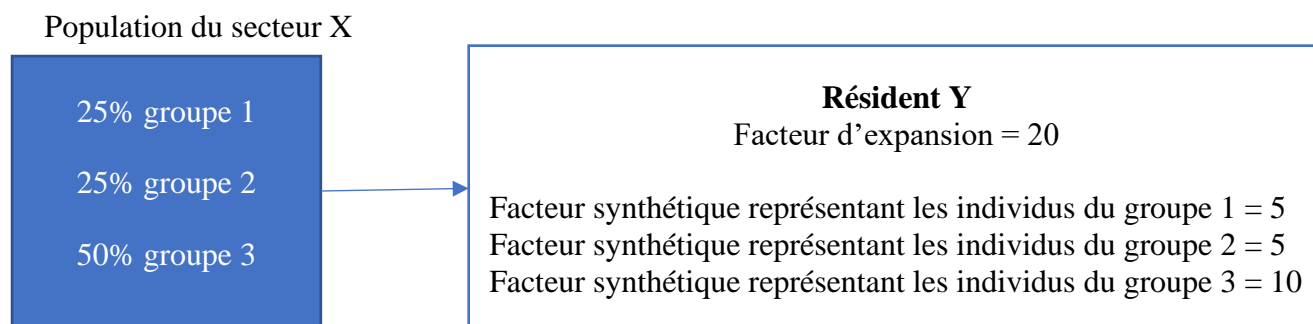 Population du secteur X
25% groupe 1
25% groupe 2
50% groupe 3
Résident Y
Facteur d’expansion = 20
Facteur synthétique représentant les individus du groupe 1 = 5
Facteur synthétique représentant les individus du groupe 2 = 5
Facteur synthétique représentant les individus du groupe 3 = 10